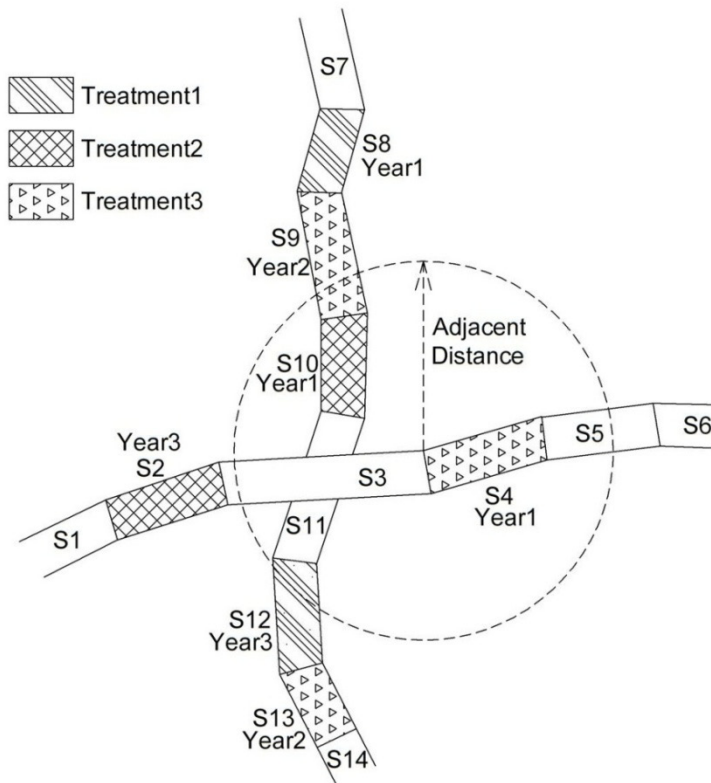 Treatment1
Treatment2
Treatment3
S7
S8
Year1
S9
Year2
Adjacent
Distance
S10
Year1
Year3
S2
S1
S3
S4
Year1
S5
S6
S11
S12
Year3
S13
Year2
S14